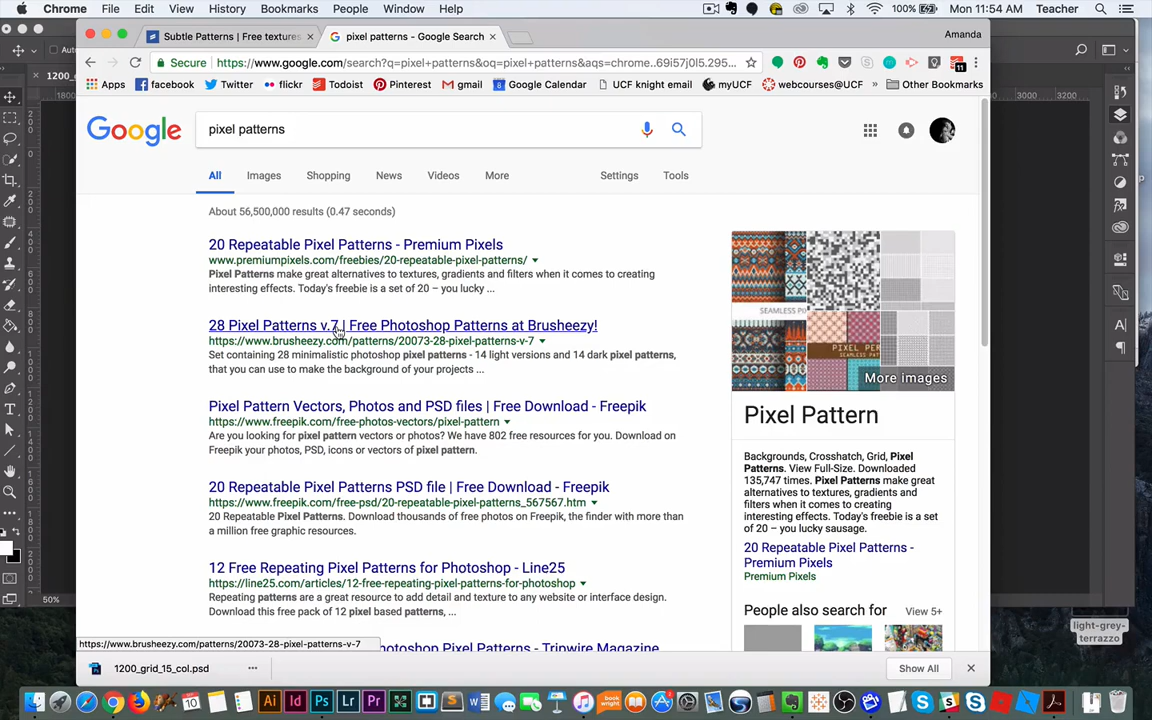 Chrome File Edit View History Bookmarks People Window Help 100% Mon 11:54 AM Teacher
Subtle Patterns | Free textures
pixel patterns - Google Search
Amanda
Secure https://www.google.com/search?q=pixel+patterns&oq=pixel+patterns&aqs=chrome..69i57j0l5.295...
11
Apps facebook Twitter flickr Todoist Pinterest gmail Google Calendar UCF knight email myUCF webcourses@UCF » Other Bookmarks
1200_
1800
3000 3200
Google
pixel patterns
All Images Shopping News Videos More Settings Tools
About 56,500,000 results (0.47 seconds)
20 Repeatable Pixel Patterns - Premium Pixels
www.premiumpixels.com/freebies/20-repeatable-pixel-patterns/
Pixel Patterns make great alternatives to textures, gradients and filters when it comes to creating
interesting effects. Today's freebie is a set of 20 – you lucky ...
28 Pixel Patterns v.7 | Free Photoshop Patterns at Brusheezy!
https://www.brusheezy.com/patterns/20073-28-pixel-patterns-v-7
Set containing 28 minimalistic photoshop pixel patterns - 14 light versions and 14 dark pixel patterns,
that you can use to make the background of your projects ...
Pixel Pattern Vectors, Photos and PSD files | Free Download - Freepik
https://www.freepik.com/free-photos-vectors/pixel-pattern
Are you looking for pixel pattern vectors or photos? We have 802 free resources for you. Download on
Freepik your photos, PSD, icons or vectors of pixel pattern.
20 Repeatable Pixel Patterns PSD file | Free Download - Freepik
https://www.freepik.com/free-psd/20-repeatable-pixel-patterns_567567.htm
20 Repeatable Pixel Patterns. Download thousands of free photos on Freepik, the finder with more than
a million free graphic resources.
12 Free Repeating Pixel Patterns for Photoshop - Line25
https://line25.com/articles/12-free-repeating-pixel-patterns-for-photoshop
Repeating patterns are a great resource to add detail and texture to any website or interface design.
Download this free pack of 12 pixel based patterns, ...
hotoshop Patterns - Tripwire Magazine
SEAMLESS
More images
Pixel Pattern
Backgrounds, Crosshatch, Grid, Pixel
Patterns. View Full-Size. Downloaded
135,747 times. Pixel Patterns make great
alternatives to textures, gradients and
filters when it comes to creating
interesting effects. Today's freebie is a set
of 20 – you lucky sausage.
20 Repeatable Pixel Patterns -
Premium Pixels
Premium Pixels
People also search for View 5+
50%
light-grey-
terrazzo
https://www.brusheezy.com/patterns/20073-28-pixel-patterns-v-7
1200_grid_15_col.psd
Show All